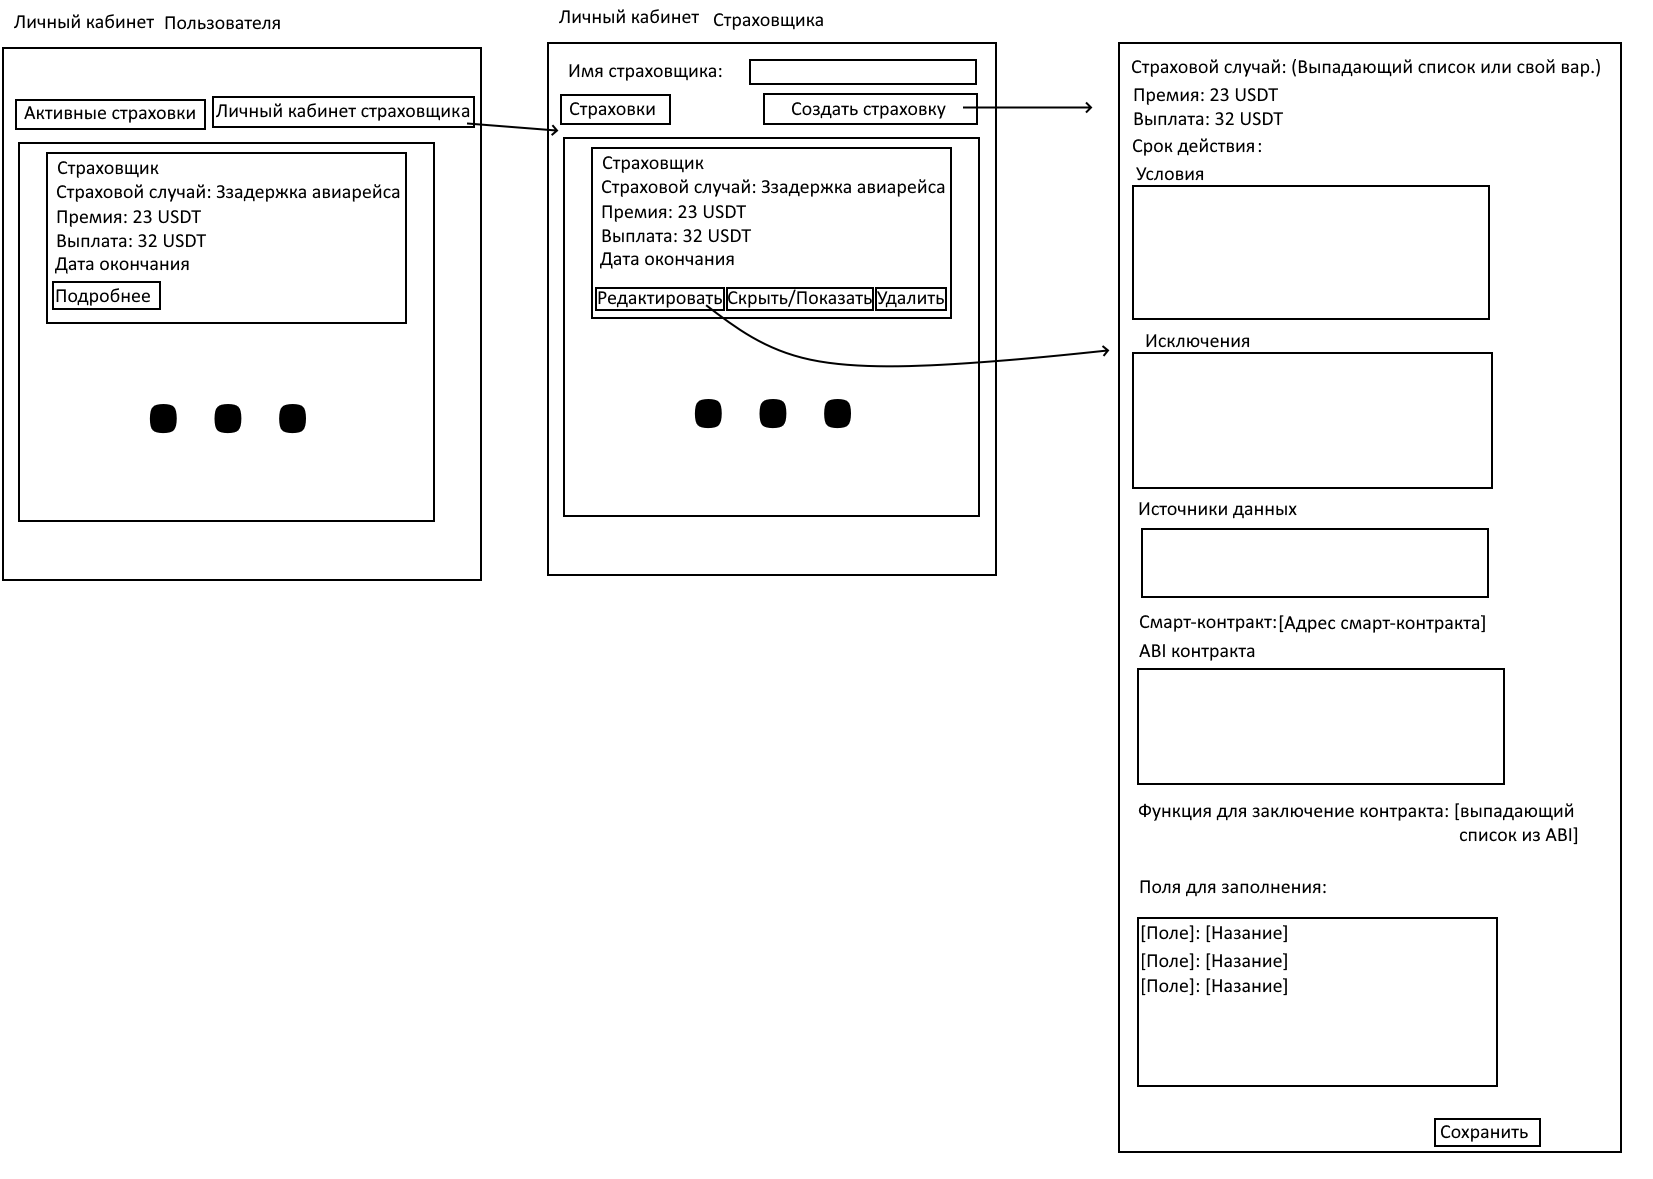 Личный кабинет Пользователя
Активные страховки
Личный кабинет страховщика
Страховщик
Страховой случай: Ззадержка авиарейса
Премия: 23 USDT
Выплата: 32 USDT
Дата окончания
Подробнее
Личный кабинет Страховщика
Имя страховщика:
Страховки
Создать страховку
Страховщик
Страховой случай: Ззадержка авиарейса
Премия: 23 USDT
Выплата: 32 USDT
Дата окончания
Редактировать
Скрыть/Показать
Удалить
Страховой случай: (Выпадающий список или свой вар.)
Премия: 23 USDT
Выплата: 32 USDT
Срок действия:
Условия
Исключения
Источники данных
Смарт-контракт:[Адрес смарт-контракта]
ABI контракта
Функция для заключение контракта: [выпадающий
список из ABI]
Поля для заполнения:
[Поле]: [Назание]
[Поле]: [Назание]
[Поле]: [Назание]
Сохранить